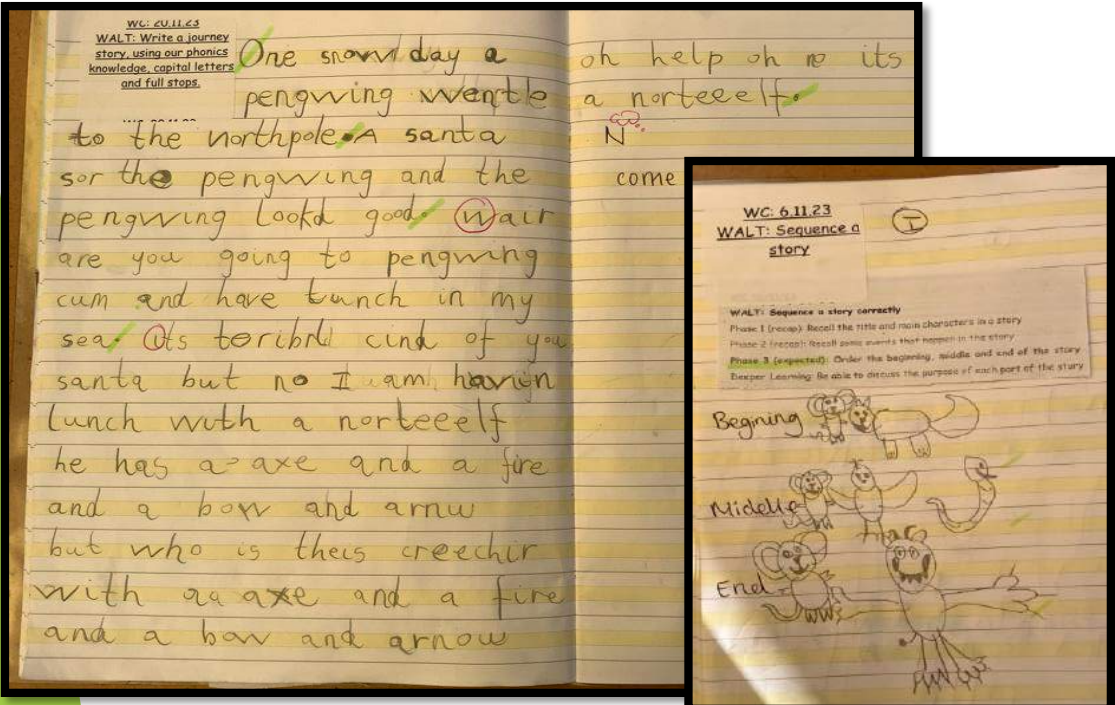 WC: 20.11.23
WALT: Write a journey
story, using our phonics
knowledge, capital letters
and full stops.
One snowi day a
pengwing wentle
to the northpole. A santa
sor the pengwing and the
pengwing lookd good. Wair
are you going to pengwing
cum and have lunch in my
sea. its teribul cind of you
santa but no I am havin
lunch with a norteeelf
he has a axe and a fire
and a bow and arnw
but who is theis creechir
with aa axe and a fire
and a bow and arnow
oh help oh no its
a norteeelf.
N
come
WC: 6.11.23
WALT: Sequence a
story
I
WALT: Sequence a story correctly
Phase 1 (recap): Recall the title and main characters in a story
Phase 2 (recap): Recall some events that happen in the story
Phase 3 (expected): Order the beginning, middle and end of the story
Deeper Learning: Be able to discuss the purpose of each part of the story
Begining
Midelle
End